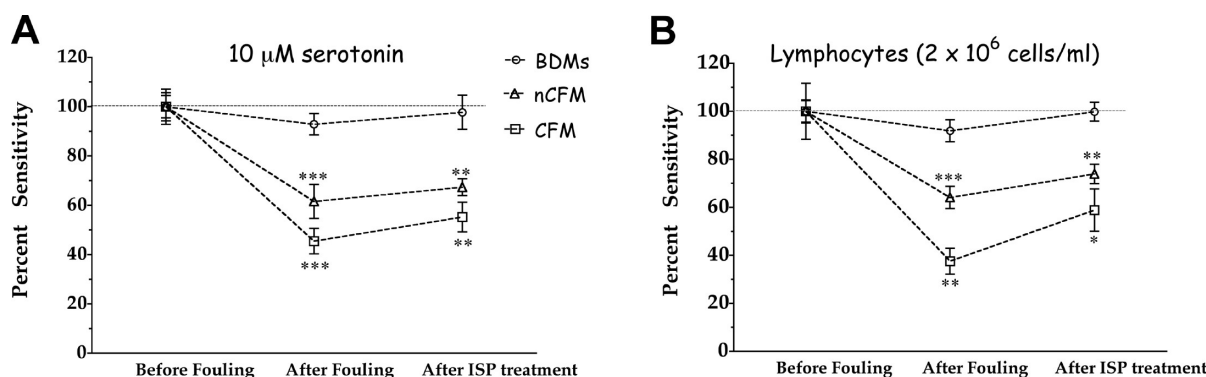 A
10 μM serotonin
BDMs
nCFM
CFM
Percent Sensitivity
120
100
80
60
40
20
0
***
**
***
**
Before Fouling After Fouling After ISP treatment
B
Lymphocytes (2 x 10⁶ cells/ml)
Percent Sensitivity
120
100
80
60
40
20
0
***
**
**
*
Before Fouling After Fouling After ISP treatment